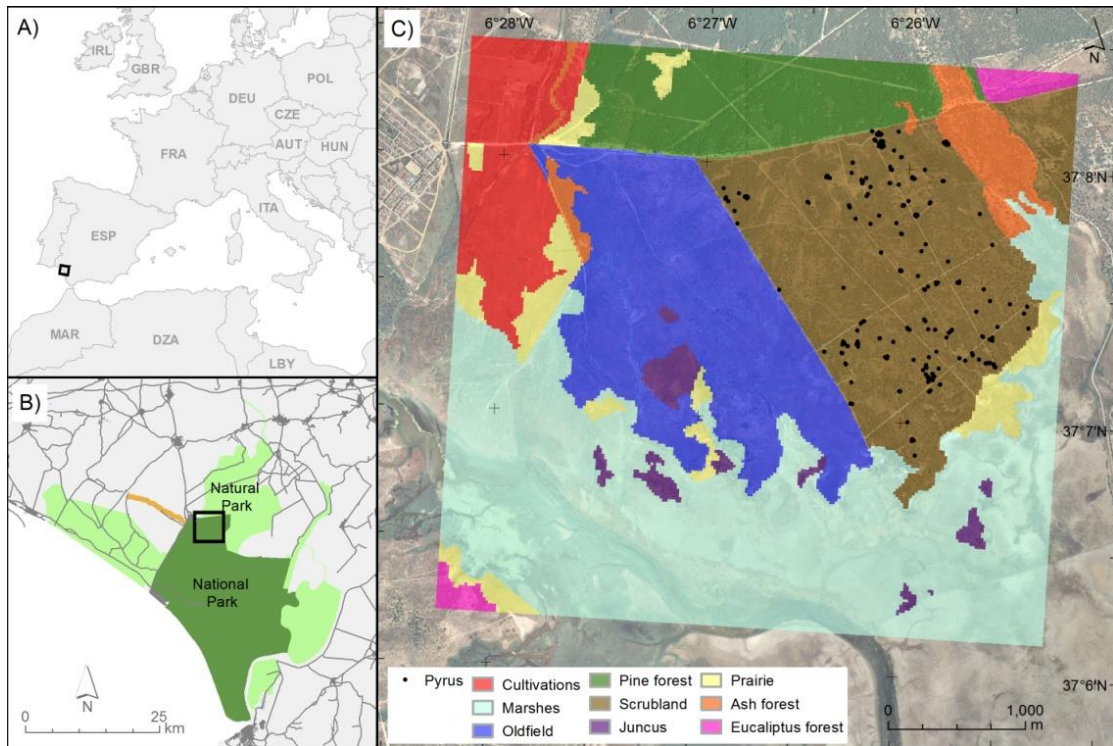 A)
IRL
GBR
POL
DEU
CZE
AUT
HUN
FRA
ITA
ESP
MAR
DZA
LBY
B)
Natural
Park
National
Park
N
0 25
km
C)
6°28'W 6°27'W 6°26'W
N
37°8'N
37°7'N
37°6'N
Pyrus
Cultivations
Marshes
Oldfield
Pine forest
Scrubland
Juncus
Prairie
Ash forest
Eucaliptus forest
0 1,000
m